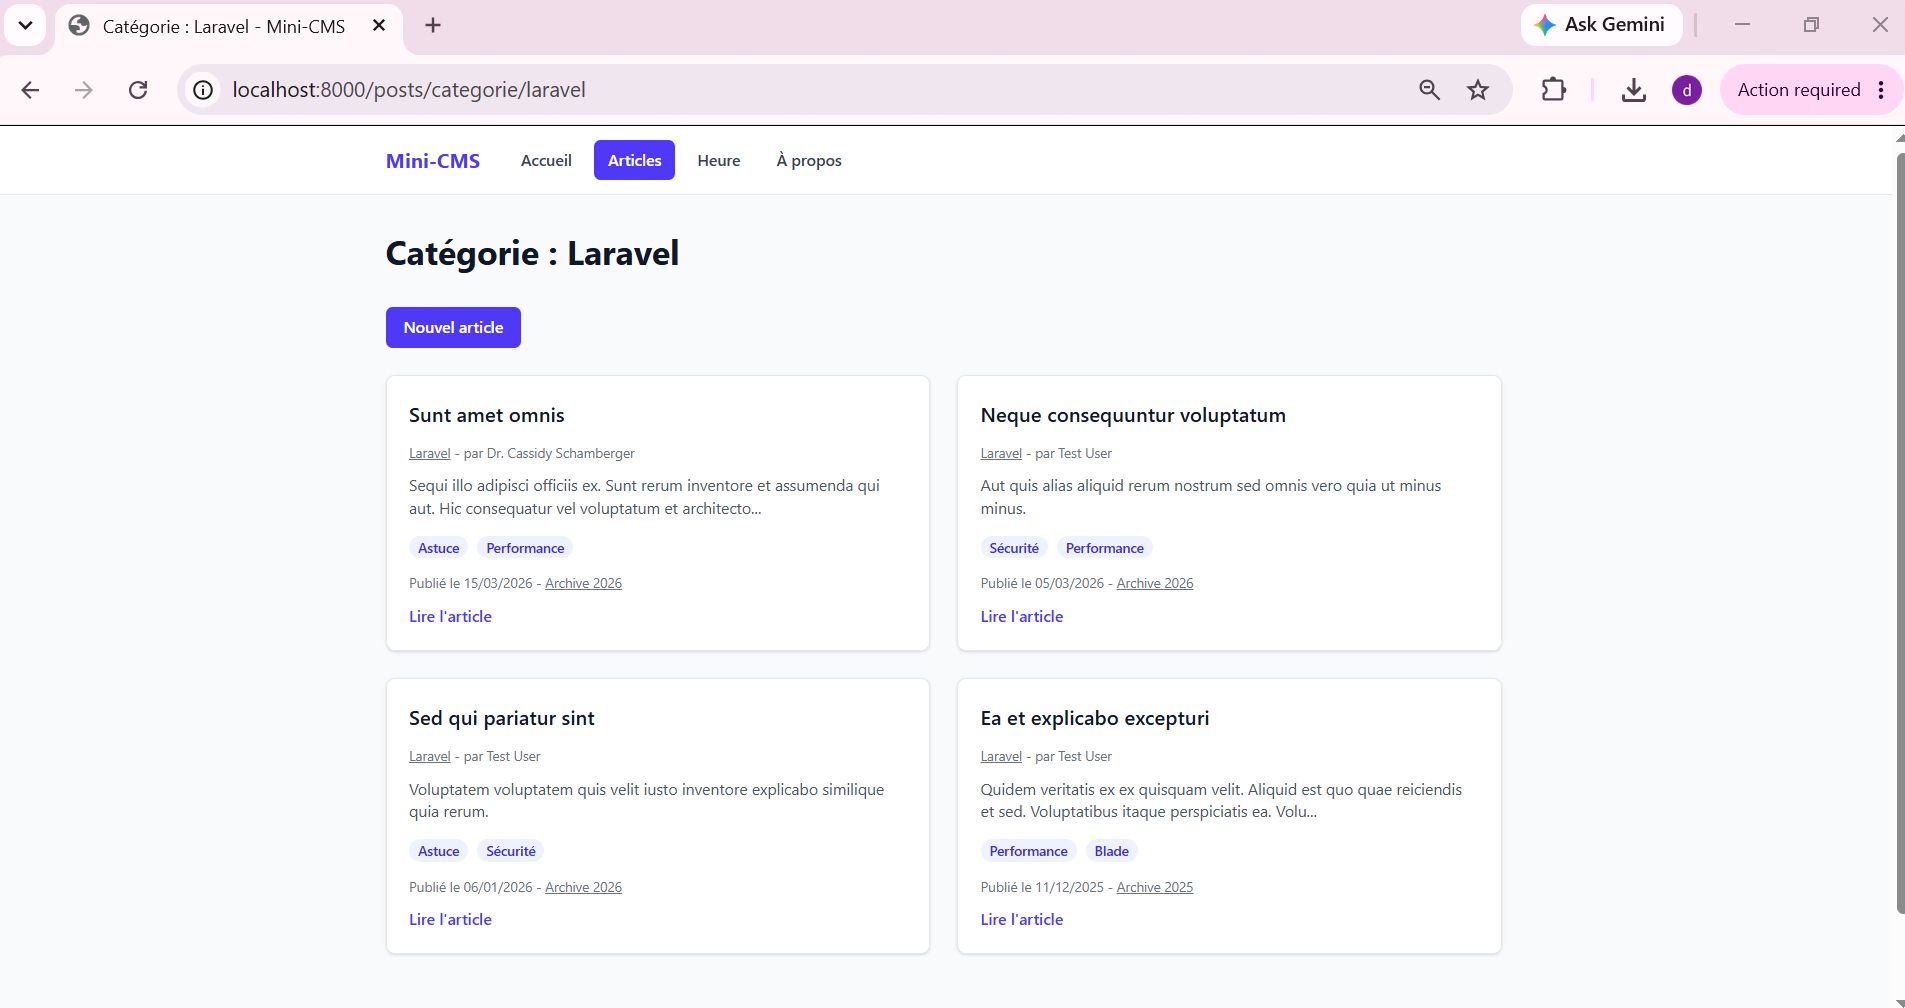 Catégorie : Laravel - Mini-CMS
Ask Gemini
localhost:8000/posts/categorie/laravel
d
Action required
Mini-CMS
Accueil
Articles
Heure
À propos
Catégorie : Laravel
Nouvel article
Sunt amet omnis
Laravel - par Dr. Cassidy Schamberger
Sequi illo adipisci officiis ex. Sunt rerum inventore et assumenda qui
aut. Hic consequatur vel voluptatum et architecto...
Astuce
Performance
Publié le 15/03/2026 - Archive 2026
Lire l'article
Neque consequuntur voluptatum
Laravel - par Test User
Aut quis alias aliquid rerum nostrum sed omnis vero quia ut minus
minus.
Sécurité
Performance
Publié le 05/03/2026 - Archive 2026
Lire l'article
Sed qui pariatur sint
Laravel - par Test User
Voluptatem voluptatem quis velit iusto inventore explicabo similique
quia rerum.
Astuce
Sécurité
Publié le 06/01/2026 - Archive 2026
Lire l'article
Ea et explicabo excepturi
Laravel - par Test User
Quidem veritatis ex ex quisquam velit. Aliquid est quo quae reiciendis
et sed. Voluptatibus itaque perspiciatis ea. Volu...
Performance
Blade
Publié le 11/12/2025 - Archive 2025
Lire l'article